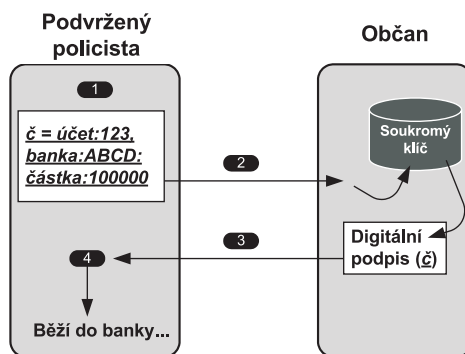 Podvržený
policista
Občan
1
č = účet:123,
banka:ABCD:
částka:100000
2
Soukromý
klíč
3
Digitální
podpis (č)
4
Běží do banky...